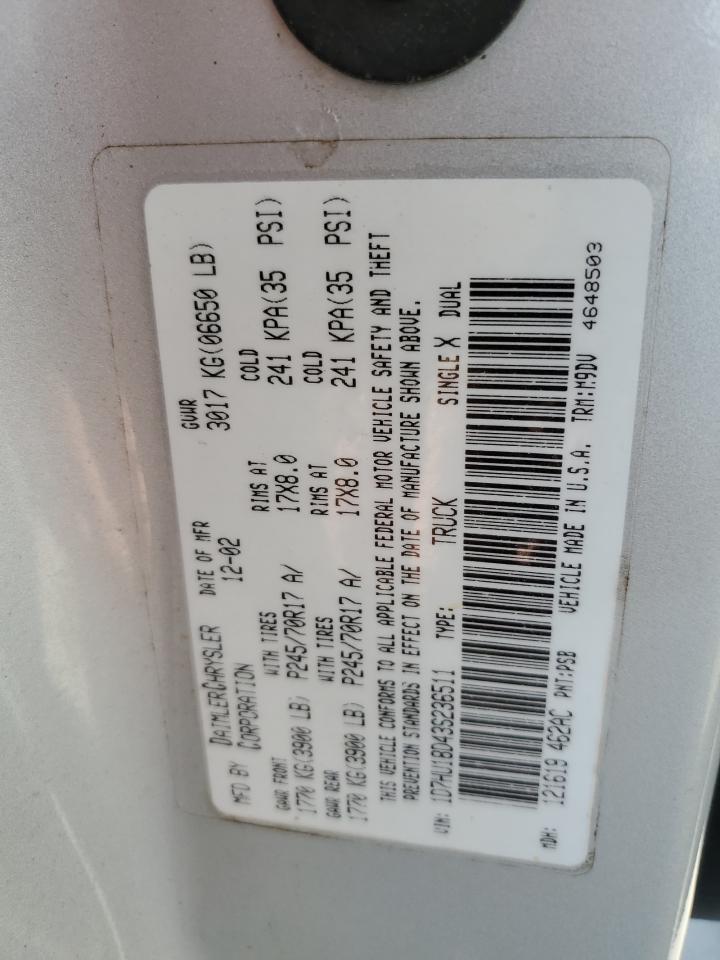 MFD BY DAIMLERCHRYSLER CORPORATION DATE OF MFR 12-02 GVWR 3017 KG(06650 LB)
GAWR FRONT WITH TIRES RIMS AT COLD
1770 KG(3900 LB) P245/70R17 A/ 17X8.0 241 KPA(35 PSI)
GAWR REAR WITH TIRES RIMS AT COLD
1770 KG(3900 LB) P245/70R17 A/ 17X8.0 241 KPA(35 PSI)
THIS VEHICLE CONFORMS TO ALL APPLICABLE FEDERAL MOTOR VEHICLE SAFETY AND THEFT
PREVENTION STANDARDS IN EFFECT ON THE DATE OF MANUFACTURE SHOWN ABOVE.
VIN: 1D7HU18D43S236511 TYPE: TRUCK SINGLE X DUAL
MDH: 121619 462AC PNT:PSB VEHICLE MADE IN U.S.A. TRM:M9DV 4648503